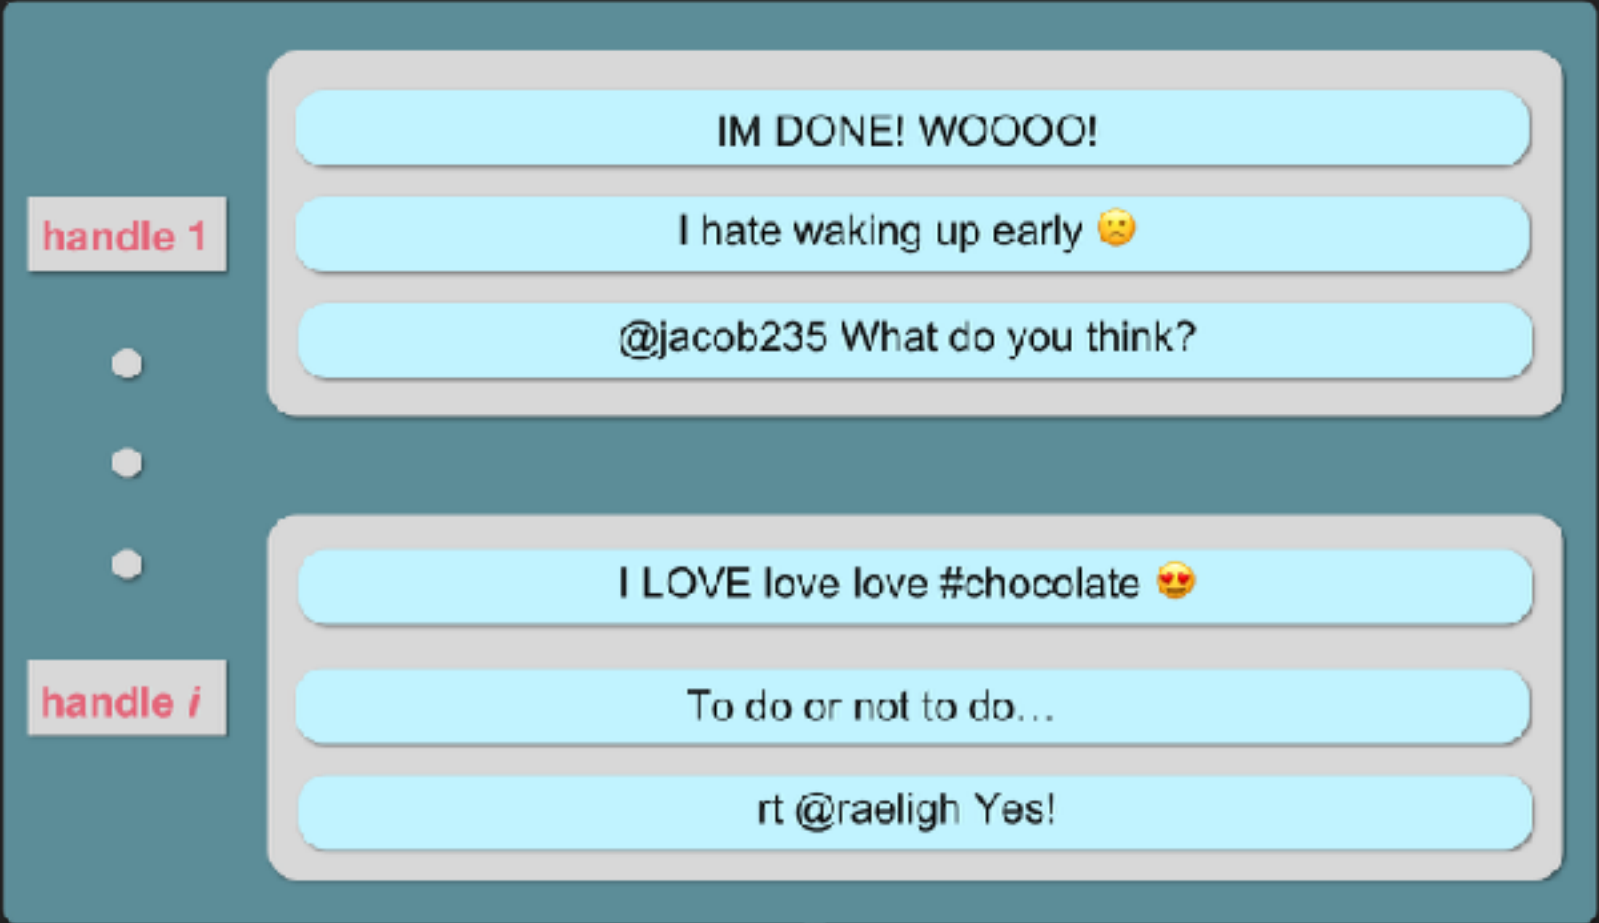 IM DONE! WOOOO!
handle 1
I hate waking up early 🙁
@jacob235 What do you think?
I LOVE love love #chocolate 😍
handle i
To do or not to do...
rt @raeligh Yes!